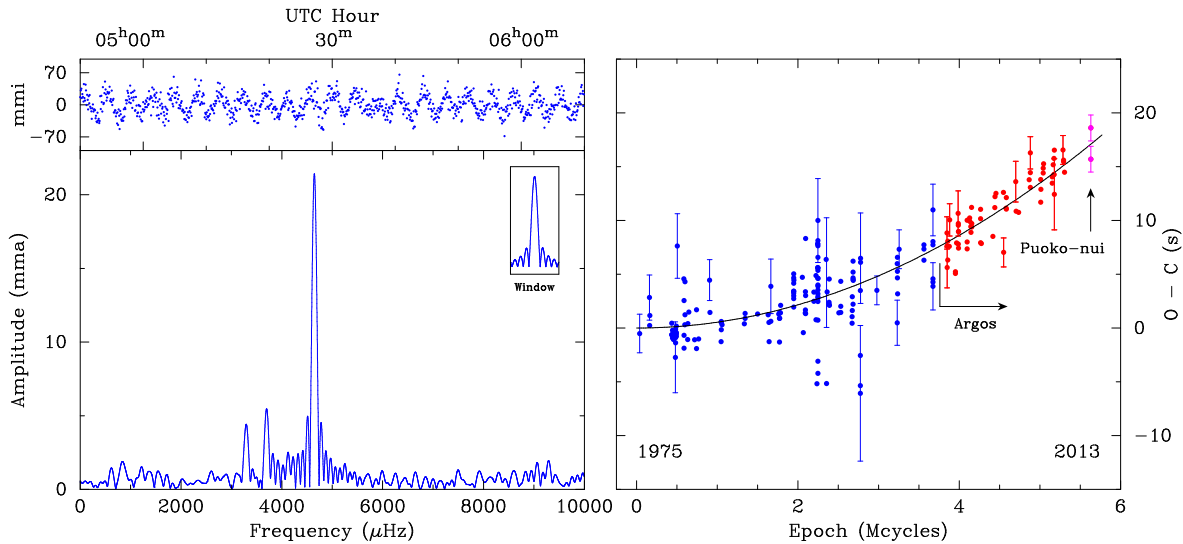 UTC Hour
05ʰ00ᵐ 30ᵐ 06ʰ00ᵐ
mmi
70
0
−70
Amplitude (mma)
20
10
0
Window
0 2000 4000 6000 8000 10000
Frequency (μHz)
20
10
0
−10
O − C (s)
Puoko−nui
Argos
1975 2013
0 2 4 6
Epoch (Mcycles)